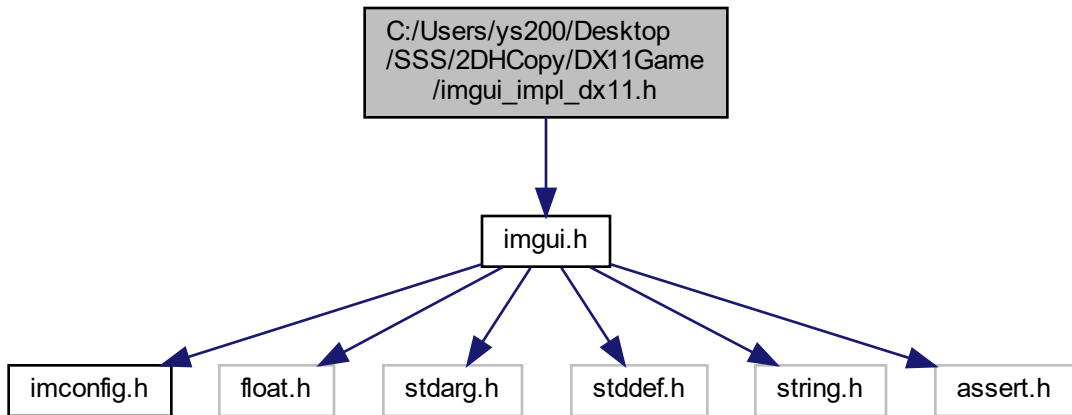 C:/Users/ys200/Desktop
/SSS/2DHCopy/DX11Game
/imgui_impl_dx11.h
imgui.h
imconfig.h
float.h
stdarg.h
stddef.h
string.h
assert.h